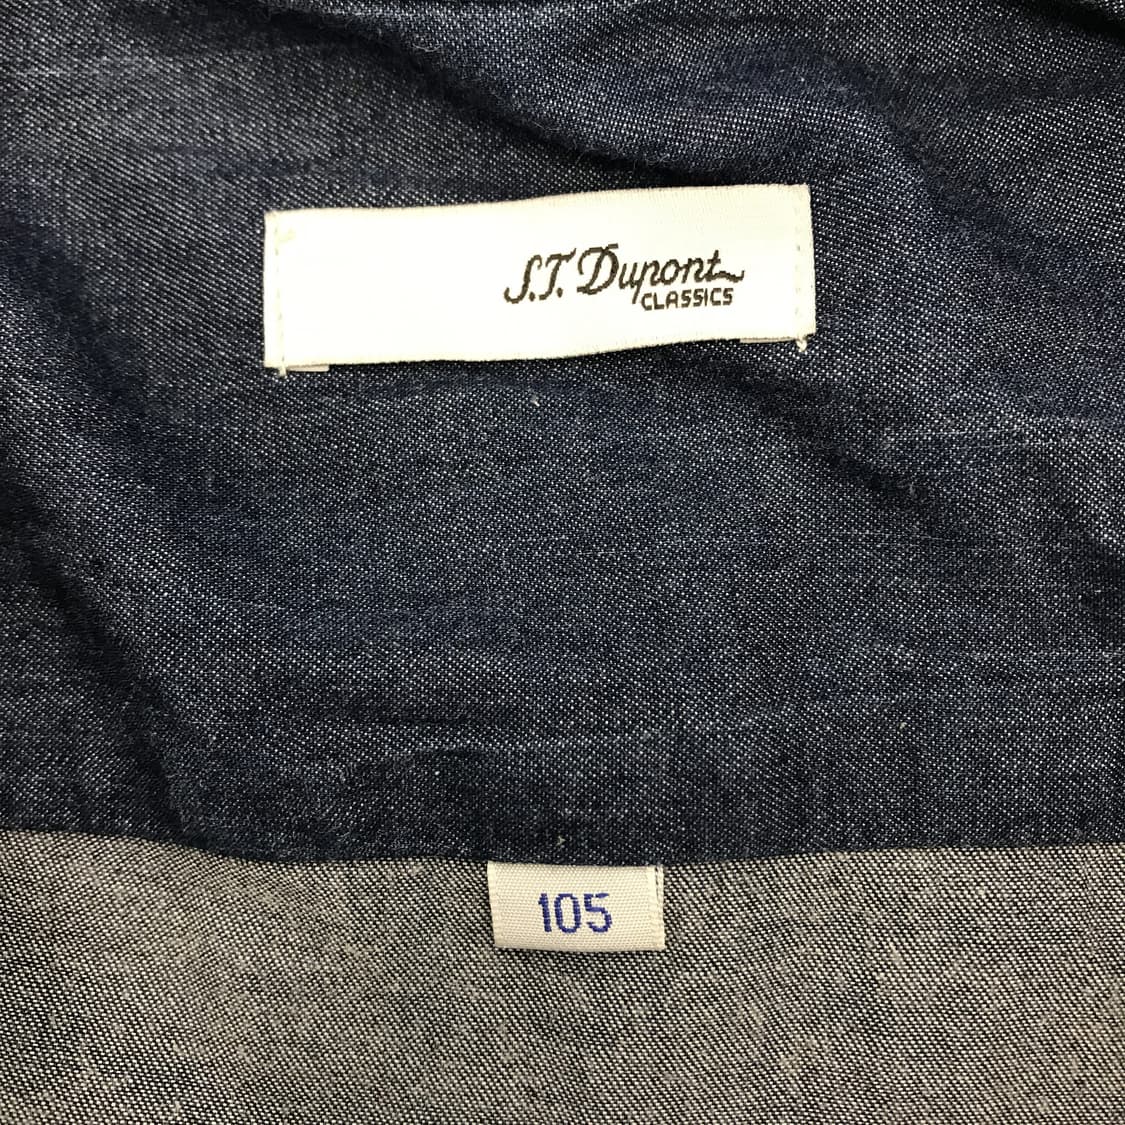 S.T. Dupont
CLASSICS
105